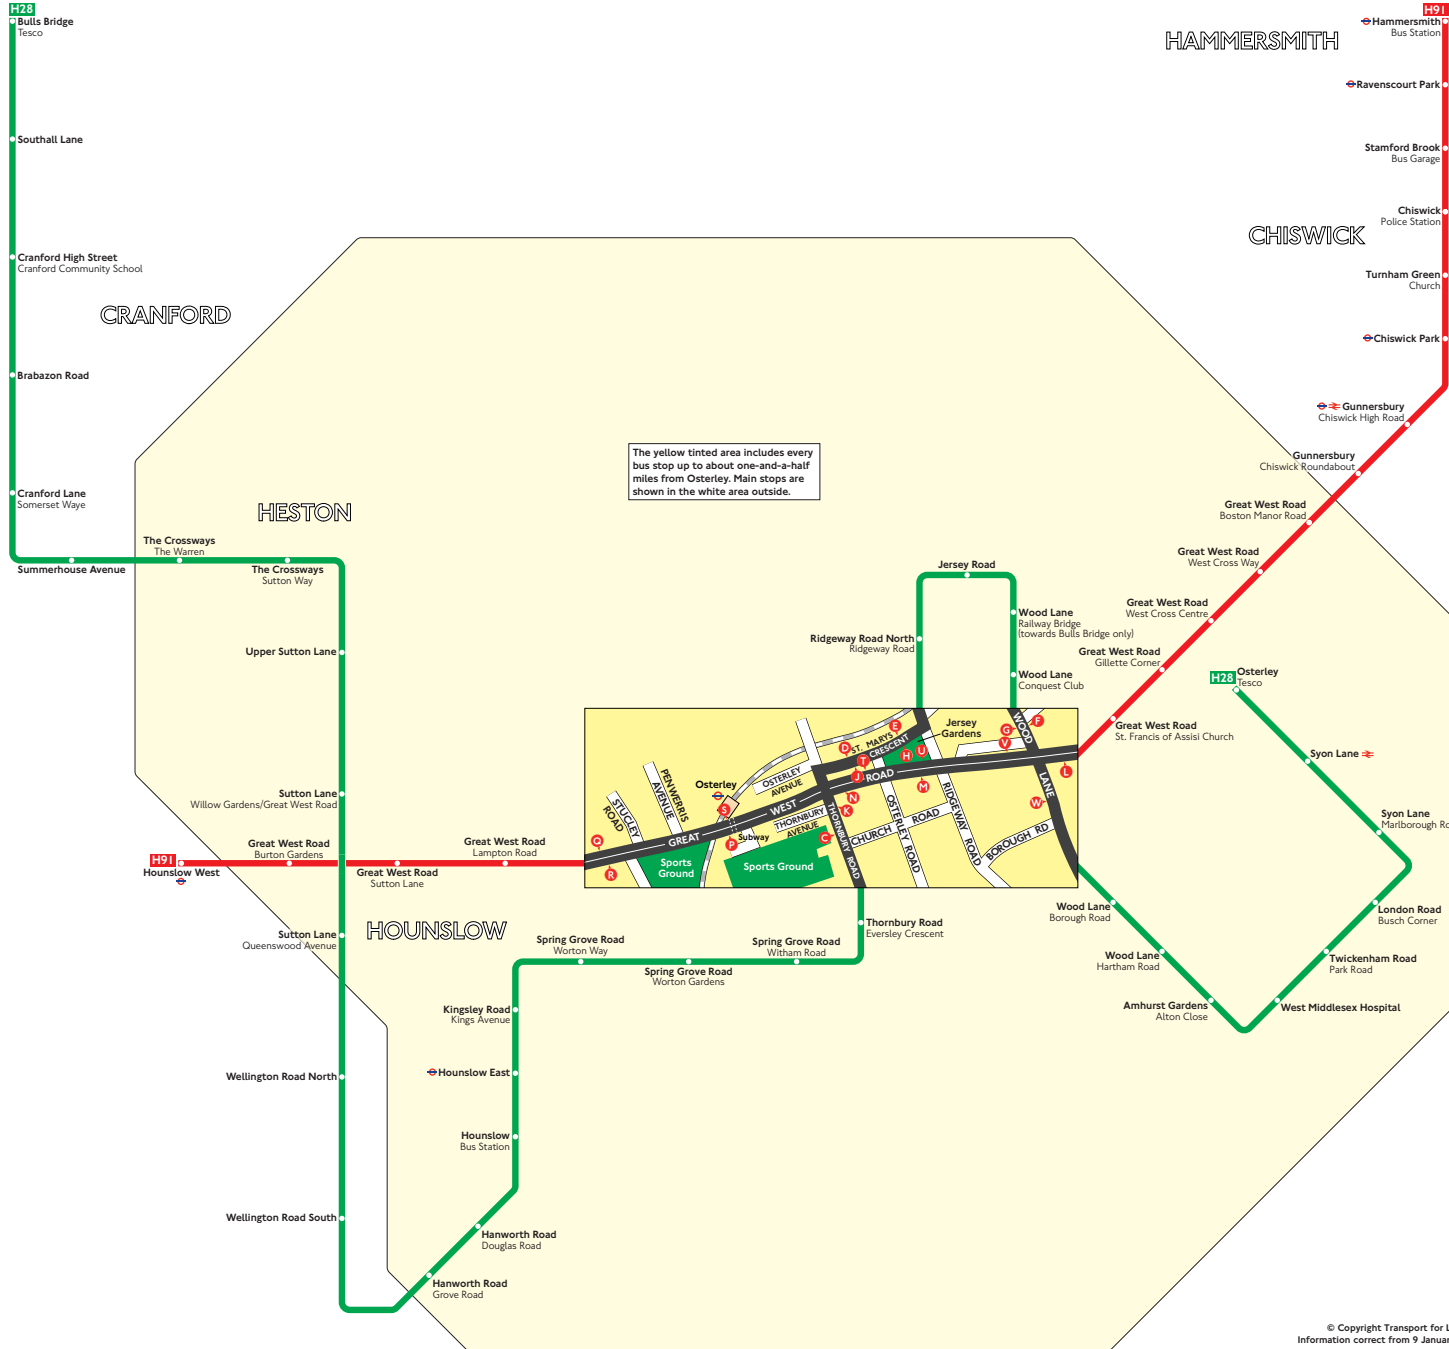 H28
Bulls Bridge
Tesco
Southall Lane
Cranford High Street
Cranford Community School
CRANFORD
Brabazon Road
Cranford Lane
Somerset Waye
Summerhouse Avenue
The Crossways
The Warren
HESTON
The Crossways
Sutton Way
Upper Sutton Lane
Sutton Lane
Willow Gardens/Great West Road
H91
Hounslow West
Great West Road
Burton Gardens
Great West Road
Sutton Lane
Great West Road
Lampton Road
Sutton Lane
Queenswood Avenue
HOUNSLOW
Wellington Road North
Wellington Road South
Hanworth Road
Grove Road
Hanworth Road
Douglas Road
Hounslow
Bus Station
Hounslow East
Kingsley Road
Kings Avenue
Spring Grove Road
Worton Way
Spring Grove Road
Worton Gardens
Spring Grove Road
Witham Road
Thornbury Road
Eversley Crescent
The yellow tinted area includes every
bus stop up to about one-and-a-half
miles from Osterley. Main stops are
shown in the white area outside.
Ridgeway Road North
Ridgeway Road
Jersey Road
Wood Lane
Railway Bridge
(towards Bulls Bridge only)
Wood Lane
Conquest Club
STUCLEY
ROAD
PENWERRIS
AVENUE
Osterley
S
Q
R
GREAT
WEST
ROAD
P
Subway
Sports
Ground
Sports Ground
OSTERLEY
AVENUE
THORNBURY
AVENUE
ST. MARYS
CRESCENT
D
E
T
J
H
U
N
K
C
M
Jersey
Gardens
THORNBURY ROAD
CHURCH ROAD
OSTERLEY
ROAD
RIDGEWAY
ROAD
BOROUGH RD
WOOD
LANE
G
F
V
L
W
HAMMERSMITH
H91
Hammersmith
Bus Station
Ravenscourt Park
Stamford Brook
Bus Garage
Chiswick
Police Station
CHISWICK
Turnham Green
Church
Chiswick Park
Gunnersbury
Chiswick High Road
Gunnersbury
Chiswick Roundabout
Great West Road
Boston Manor Road
Great West Road
West Cross Way
Great West Road
West Cross Centre
Great West Road
Gillette Corner
Great West Road
St. Francis of Assisi Church
H28
Osterley
Tesco
Syon Lane
Syon Lane
Marlborough Ro
London Road
Busch Corner
Twickenham Road
Park Road
West Middlesex Hospital
Amhurst Gardens
Alton Close
Wood Lane
Hartham Road
Wood Lane
Borough Road
© Copyright Transport for L
Information correct from 9 Januar